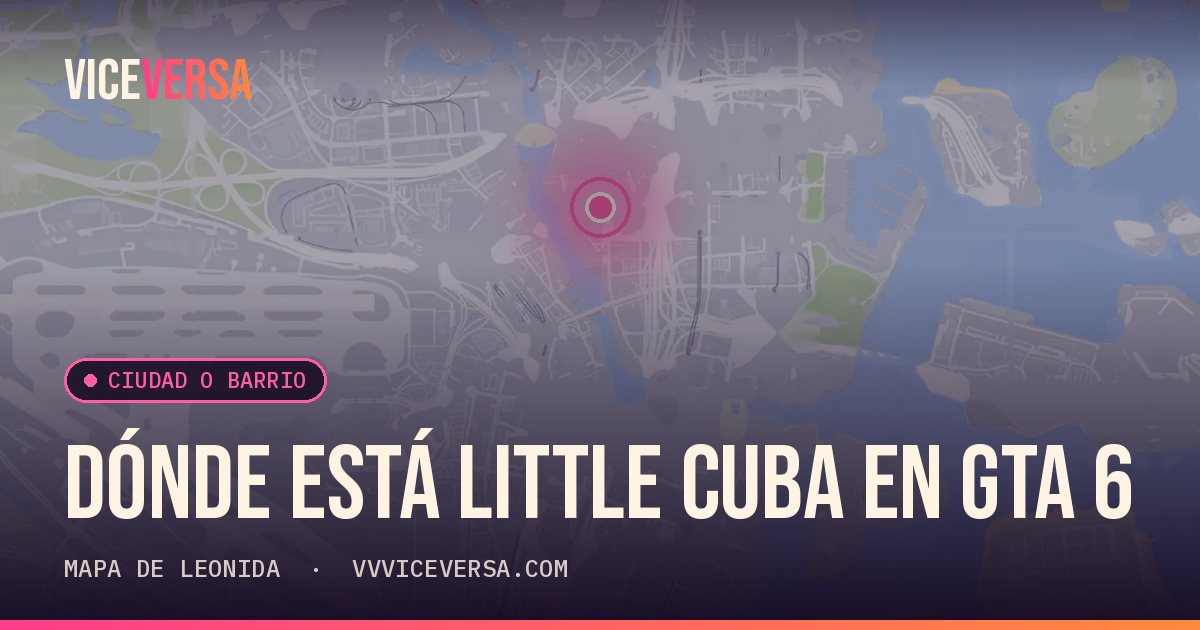 VICEVERSA
CIUDAD O BARRIO
DÓNDE ESTÁ LITTLE CUBA EN GTA 6
MAPA DE LEONIDA · VVVICEVERSA.COM